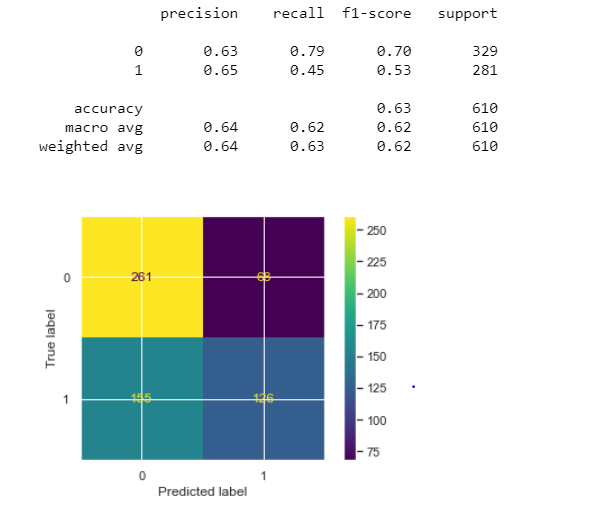 precision recall f1-score support
0 0.63 0.79 0.70 329
1 0.65 0.45 0.53 281
accuracy 0.63 610
macro avg 0.64 0.62 0.62 610
weighted avg 0.64 0.63 0.62 610
250
225
200
175
150
125
100
75
True label
0
261 68
1
155 126
0 1
Predicted label